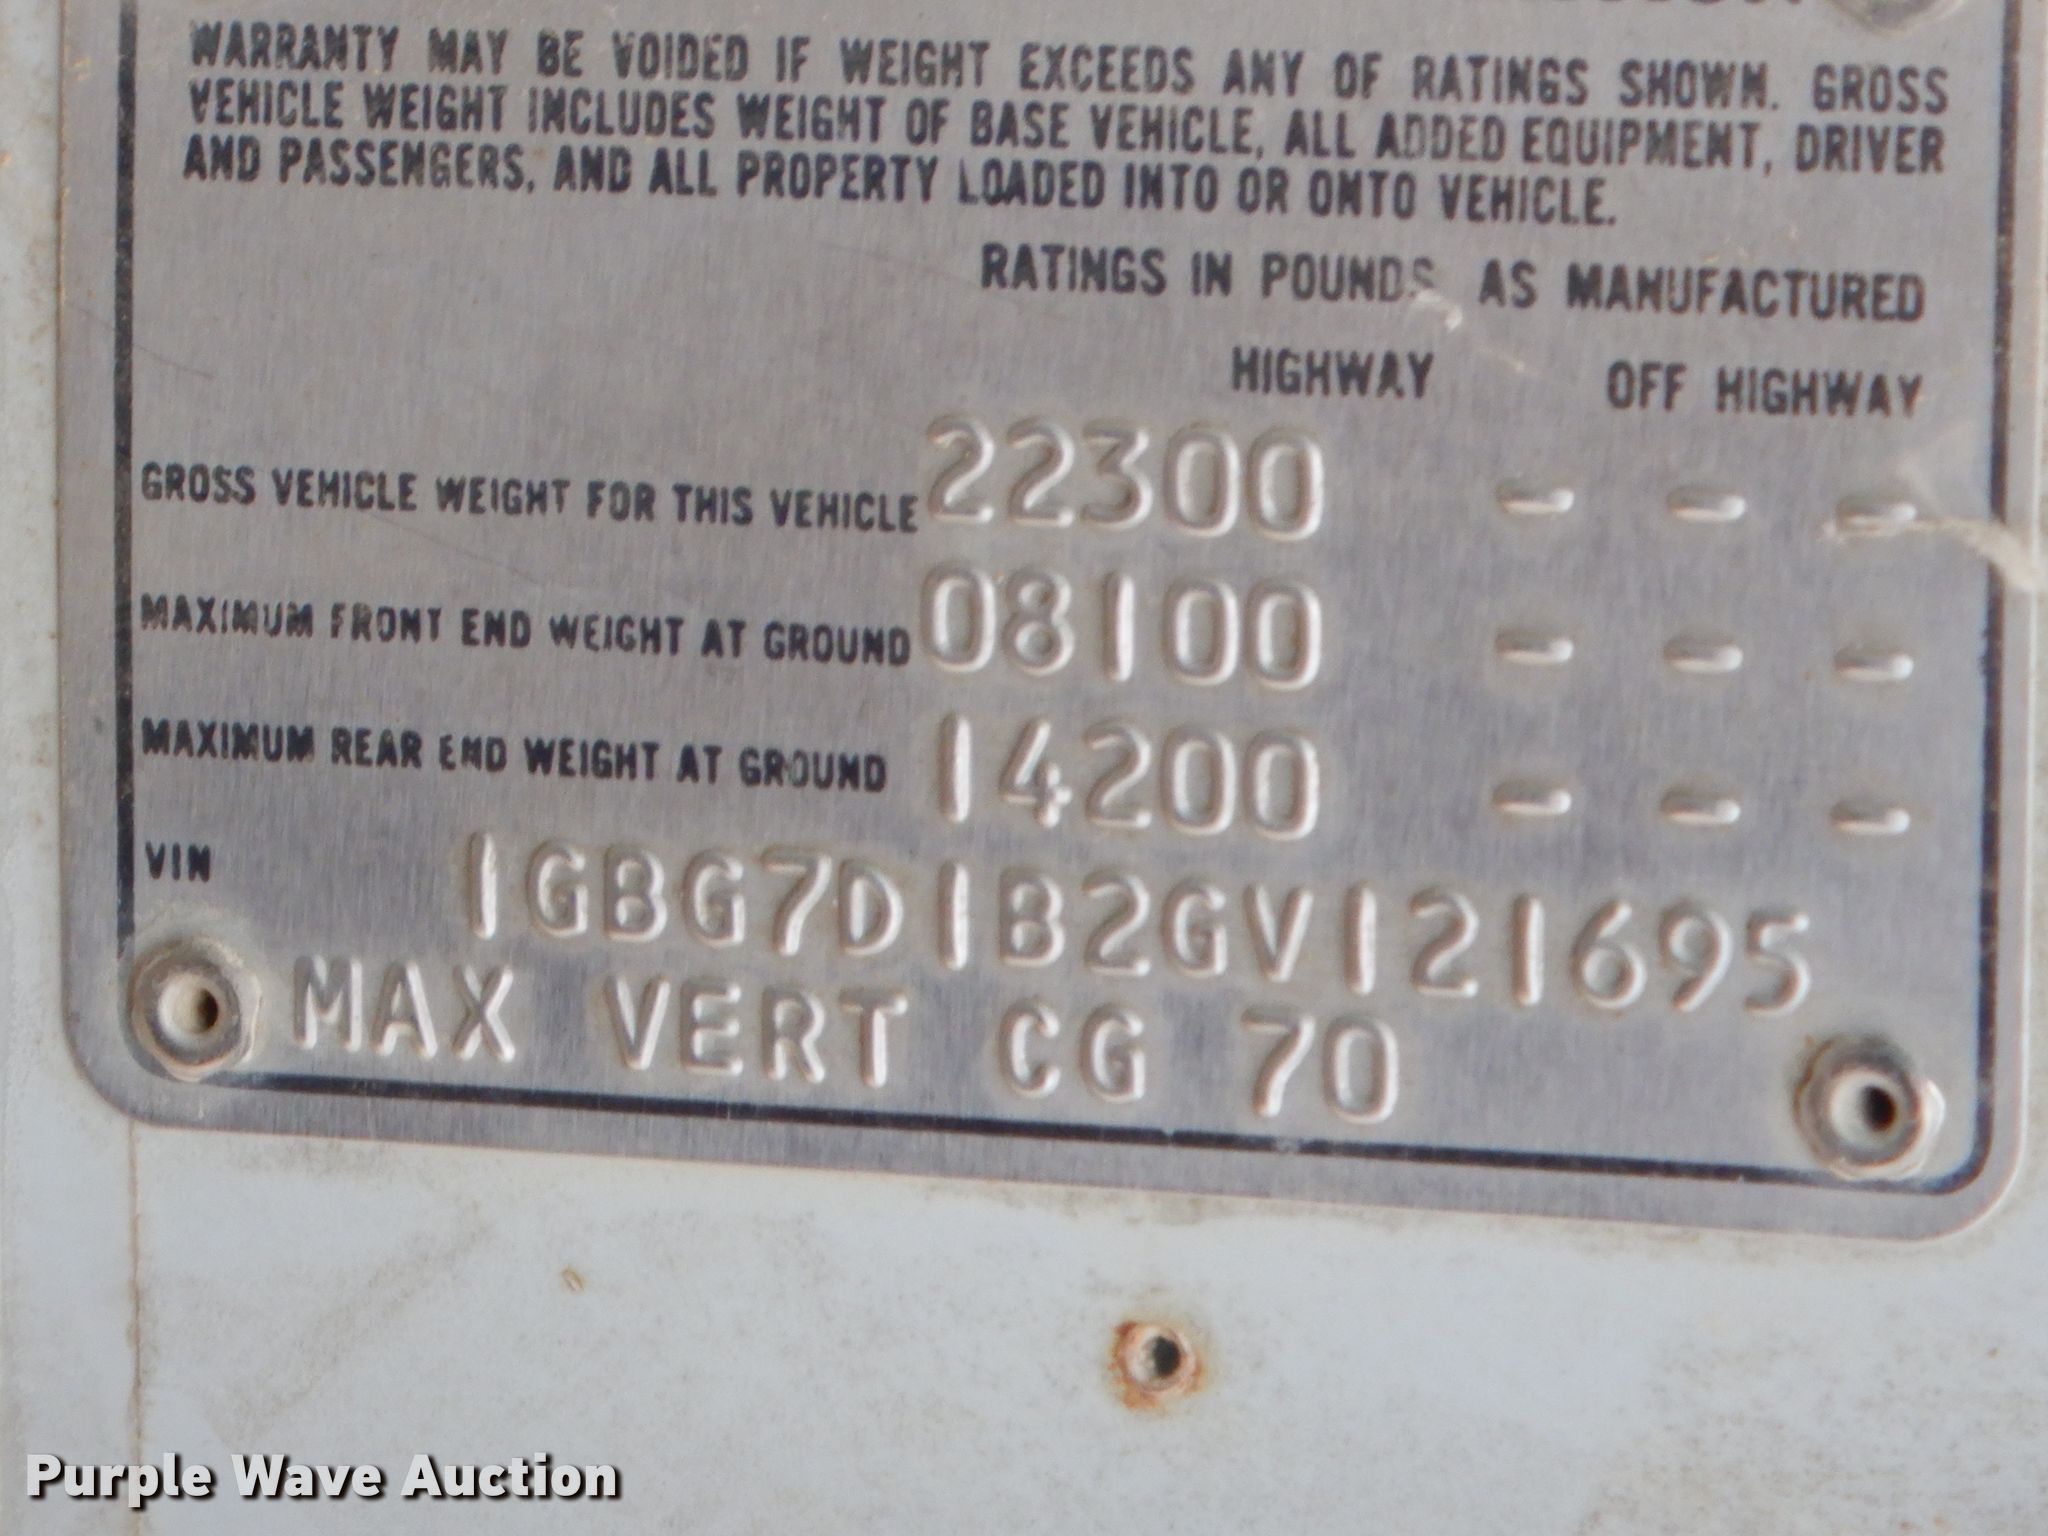 WARRANTY MAY BE VOIDED IF WEIGHT EXCEEDS ANY OF RATINGS SHOWN. GROSS
VEHICLE WEIGHT INCLUDES WEIGHT OF BASE VEHICLE, ALL ADDED EQUIPMENT, DRIVER
AND PASSENGERS, AND ALL PROPERTY LOADED INTO OR ONTO VEHICLE.
RATINGS IN POUNDS AS MANUFACTURED
HIGHWAY OFF HIGHWAY
GROSS VEHICLE WEIGHT FOR THIS VEHICLE 22300 - - -
MAXIMUM FRONT END WEIGHT AT GROUND 08100 - - -
MAXIMUM REAR END WEIGHT AT GROUND 14200 - - -
VIN 1GBG7D1B2GV121695
MAX VERT CG 70
Purple Wave Auction